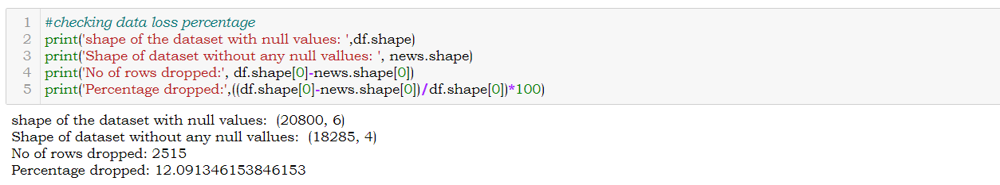 1 #checking data loss percentage
2 print('shape of the dataset with null values: ',df.shape)
3 print('Shape of dataset without any null vallues: ', news.shape)
4 print('No of rows dropped:', df.shape[0]-news.shape[0])
5 print('Percentage dropped:',((df.shape[0]-news.shape[0])/df.shape[0])*100)
shape of the dataset with null values:  (20800, 6)
Shape of dataset without any null vallues:  (18285, 4)
No of rows dropped: 2515
Percentage dropped: 12.091346153846153